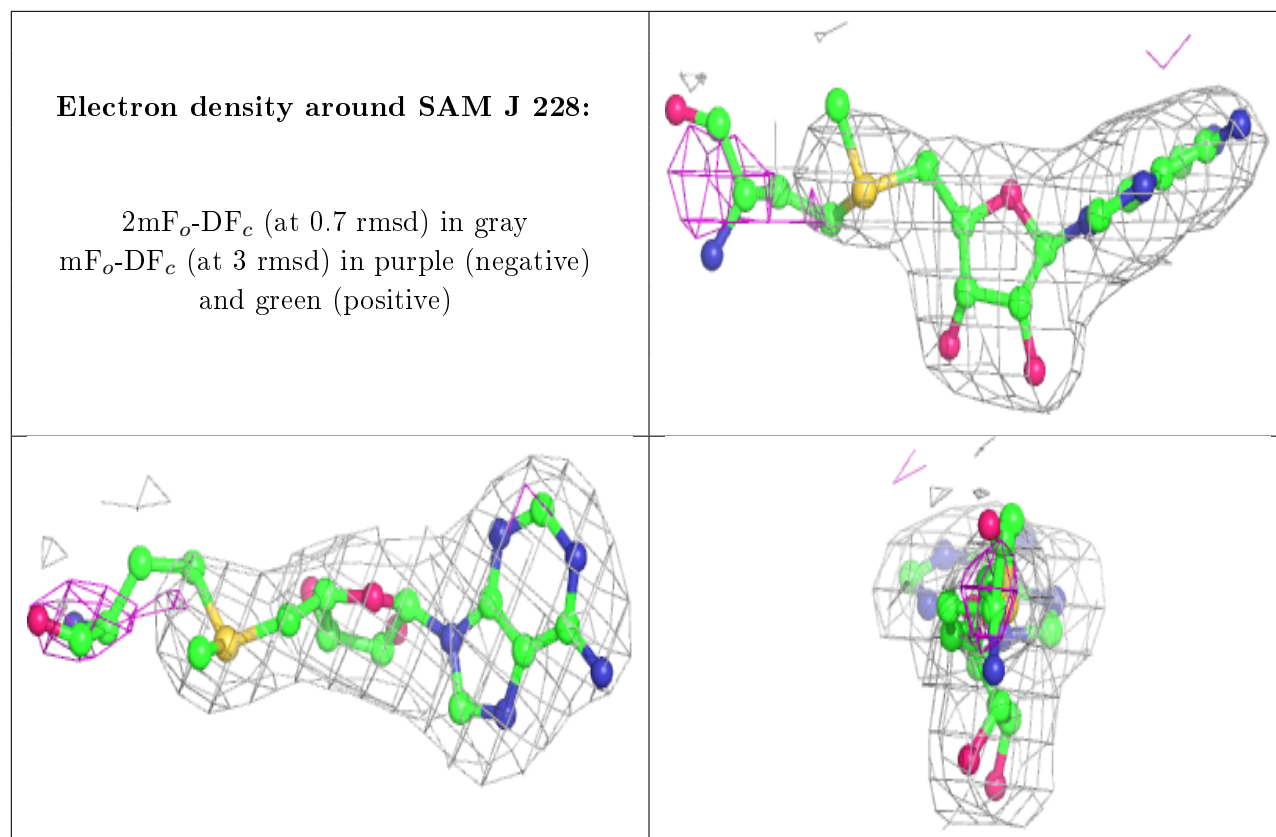 Electron density around SAM J 228:
2mFₒ-DF𝒸 (at 0.7 rmsd) in gray
mFₒ-DF𝒸 (at 3 rmsd) in purple (negative)
and green (positive)